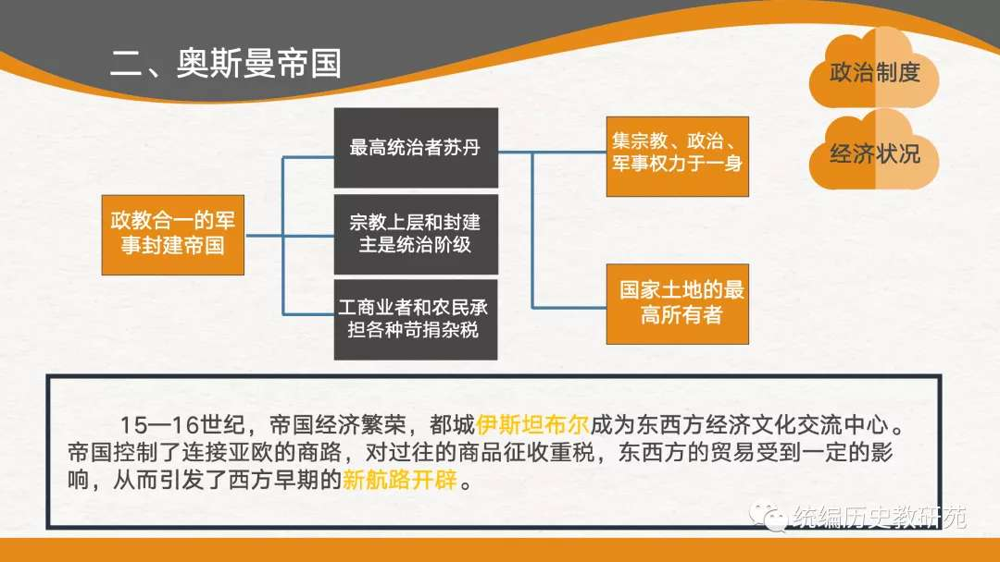 二、奥斯曼帝国
政治制度
经济状况
政教合一的军
事封建帝国
最高统治者苏丹
宗教上层和封建
主是统治阶级
工商业者和农民承
担各种苛捐杂税
集宗教、政治、
军事权力于一身
国家土地的最
高所有者
15—16世纪，帝国经济繁荣，都城伊斯坦布尔成为东西方经济文化交流中心。
帝国控制了连接亚欧的商路，对过往的商品征收重税，东西方的贸易受到一定的影
响，从而引发了西方早期的新航路开辟。
统编历史教研苑